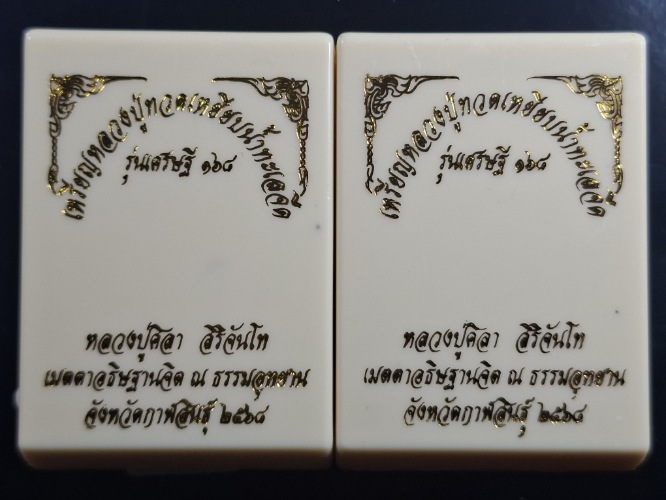 เหรียญหลวงปู่ทวดเหยียบน้ำทะเลจืด
รุ่นเศรษฐี ๑๖๘
หลวงปู่ศิลา สิริจันโท
เมตตาอธิษฐานจิต ณ ธรรมอุทยาน
จังหวัดกาฬสินธุ์ ๒๕๖๘
เหรียญหลวงปู่ทวดเหยียบน้ำทะเลจืด
รุ่นเศรษฐี ๑๖๘
หลวงปู่ศิลา สิริจันโท
เมตตาอธิษฐานจิต ณ ธรรมอุทยาน
จังหวัดกาฬสินธุ์ ๒๕๖๘